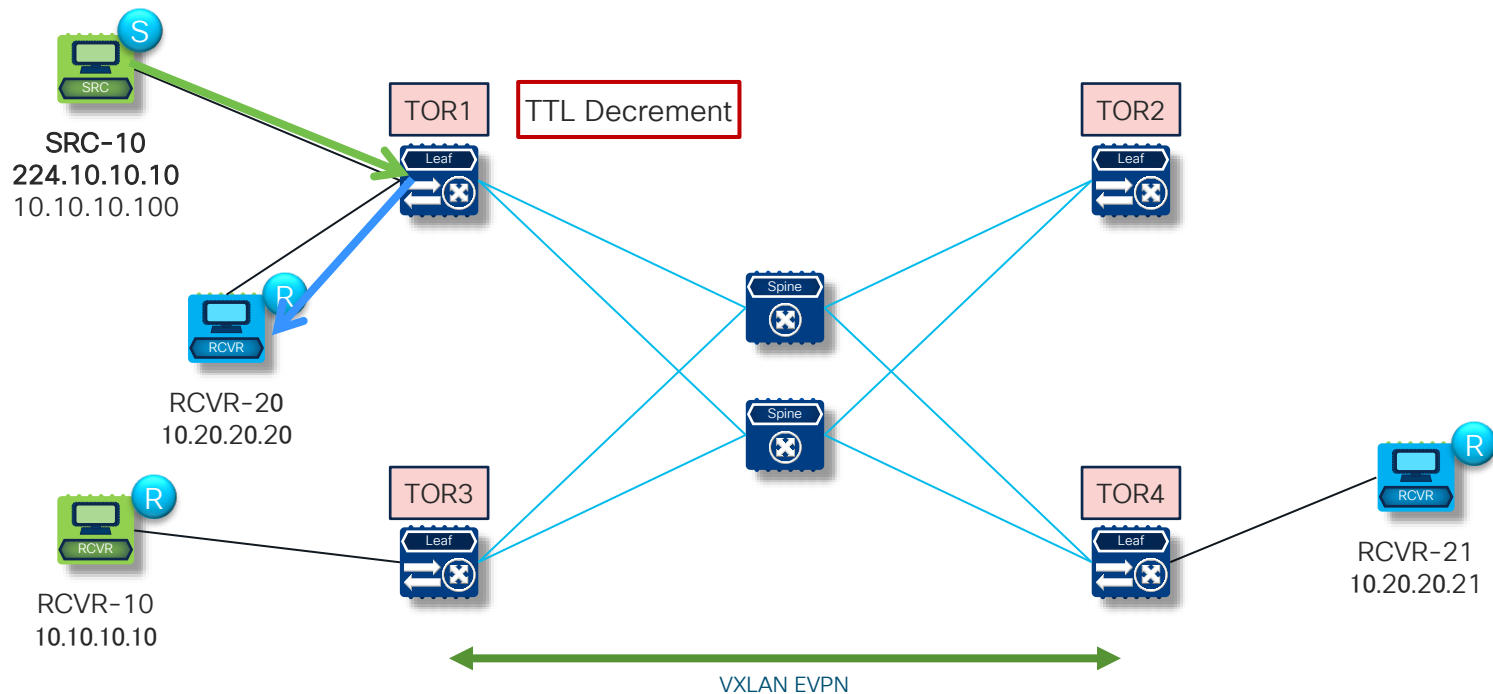 S
SRC
SRC-10
224.10.10.10
10.10.10.100
TOR1
TTL Decrement
Leaf
TOR2
Leaf
R
RCVR
RCVR-20
10.20.20.20
Spine
Spine
R
RCVR
RCVR-10
10.10.10.10
TOR3
Leaf
TOR4
Leaf
R
RCVR
RCVR-21
10.20.20.21
VXLAN EVPN